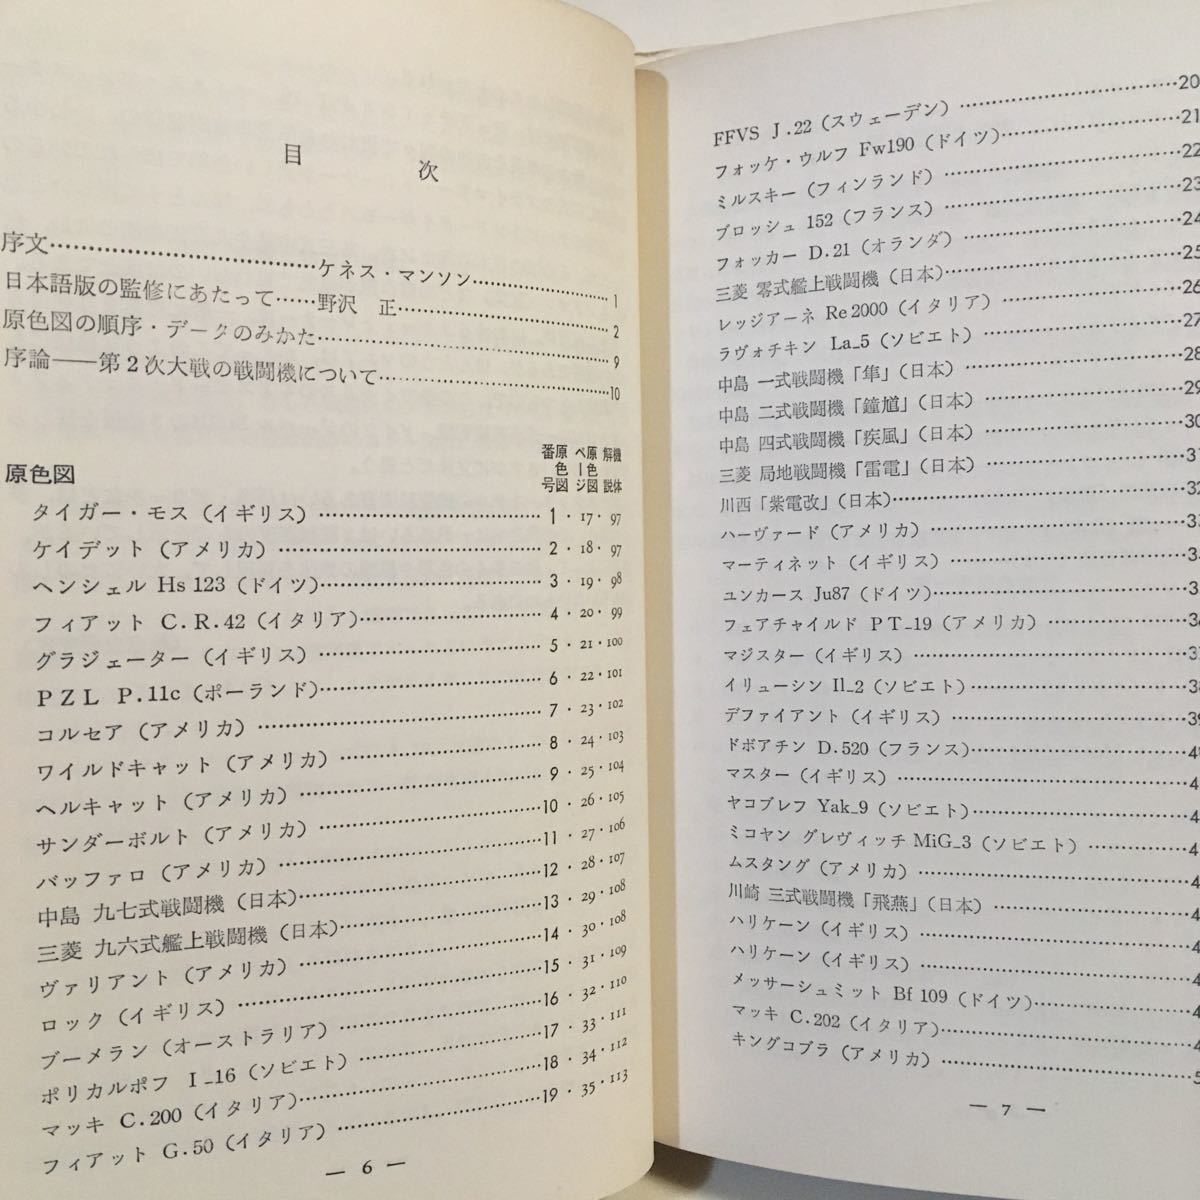 目次
序文……………………………ケネス・マンソン……………1
日本語版の監修にあたって……野沢 正……………………2
原色図の順序・データのみかた……………………………9
序論――第2次大戦の戦闘機について……………………10
原色図
原色図番号 原色図ページ 機体解説
タイガー・モス (イギリス) ……………………1・17・97
ケイデット (アメリカ) …………………………2・18・97
ヘンシェル Hs 123 (ドイツ)……………………3・19・98
フィアット C.R.42 (イタリア)…………………4・20・99
グラジェーター (イギリス) ……………………5・21・100
PZL P.11c (ポーランド)…………………………6・22・101
コルセア (アメリカ) ……………………………7・23・102
ワイルドキャット (アメリカ) …………………8・24・103
ヘルキャット (アメリカ) ………………………9・25・104
サンダーボルト (アメリカ) ……………………10・26・105
バッファロ (アメリカ) …………………………11・27・106
中島 九七式戦闘機 (日本)………………………12・28・107
三菱 九六式艦上戦闘機 (日本)…………………13・29・108
ヴァリアント (アメリカ) ………………………14・30・108
ロック (イギリス) ………………………………15・31・109
ブーメラン (オーストラリア) …………………16・32・110
ポリカルポフ I-16 (ソビエト) …………………17・33・111
マッキ C.200 (イタリア)………………………18・34・112
フィアット G.50 (イタリア) ……………………19・35・113
― 6 ―
FFVS J.22 (スウェーデン) ……………………20
フォッケ・ウルフ Fw190 (ドイツ)……………21
ミルスキー (フィンランド) ……………………22
ブロッシュ 152 (フランス) ……………………23
フォッカー D.21 (オランダ) …………………24
三菱 零式艦上戦闘機 (日本)……………………25
レッジアーネ Re 2000 (イタリア) ……………26
ラヴォチキン La-5 (ソビエト) …………………27
中島 一式戦闘機「隼」(日本) …………………28
中島 二式戦闘機「鐘馗」(日本) ………………29
中島 四式戦闘機「疾風」(日本) ………………30
三菱 局地戦闘機「雷電」(日本) ………………31
川西「紫電改」(日本)……………………………32
ハーヴァード (アメリカ) ………………………3
マーティネット (イギリス) ……………………3
ユンカース Ju87 (ドイツ)………………………3
フェアチャイルド PT-19 (アメリカ) …………36
マジスター (イギリス) …………………………37
イリューシン Il-2 (ソビエト) …………………38
デファイアント (イギリス) ……………………39
ドボアチン D.520 (フランス)…………………4
マスター (イギリス)……………………………4
ヤコブレフ Yak-9 (ソビエト)…………………4
ミコヤン グレヴィッチ MiG-3 (ソビエト) ……4
ムスタング (アメリカ) …………………………4
川崎 三式戦闘機「飛燕」(日本) ………………4
ハリケーン (イギリス) …………………………4
ハリケーン (イギリス) …………………………4
メッサーシュミット Bf 109 (ドイツ)…………4
マッキ C.202 (イタリア)………………………4
キングコブラ (アメリカ) ………………………5
― 7 ―